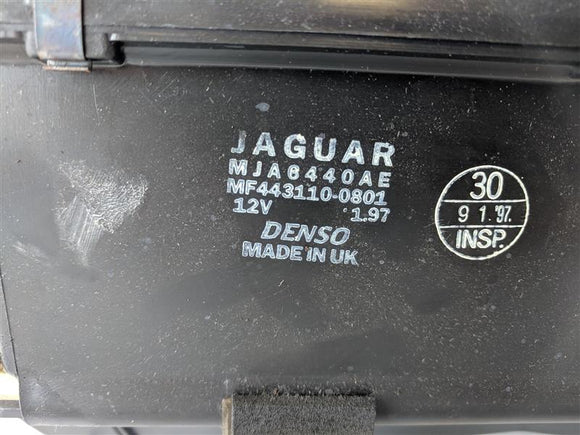 JAGUAR
MJA6440AE
MF443110-0801
12V 1.97
DENSO
MADE IN UK
30
9 1.'97.
INSP.